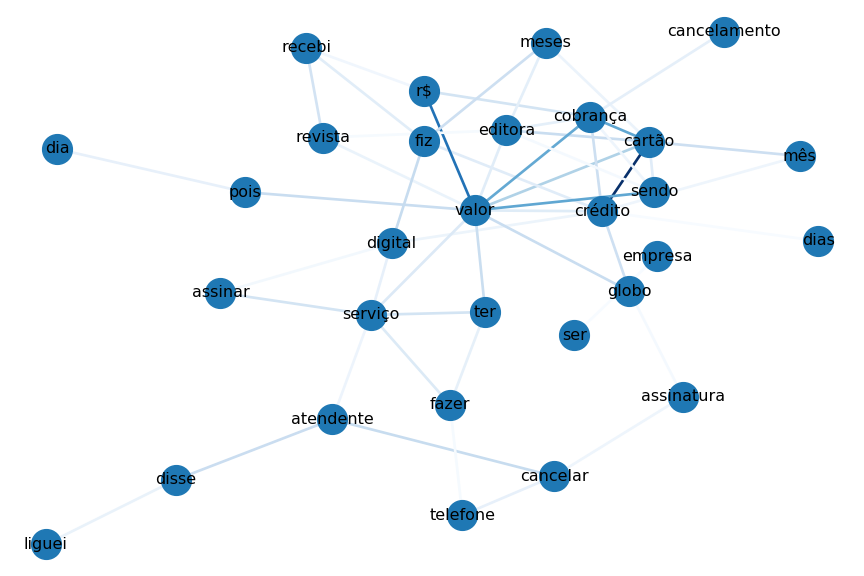 cancelamento
meses
recebi
r$
cobrança
editora
revista
fiz
cartão
dia
mês
pois
sendo
valor
crédito
digital
dias
empresa
assinar
globo
serviço
ter
ser
assinatura
fazer
atendente
cancelar
disse
telefone
liguei